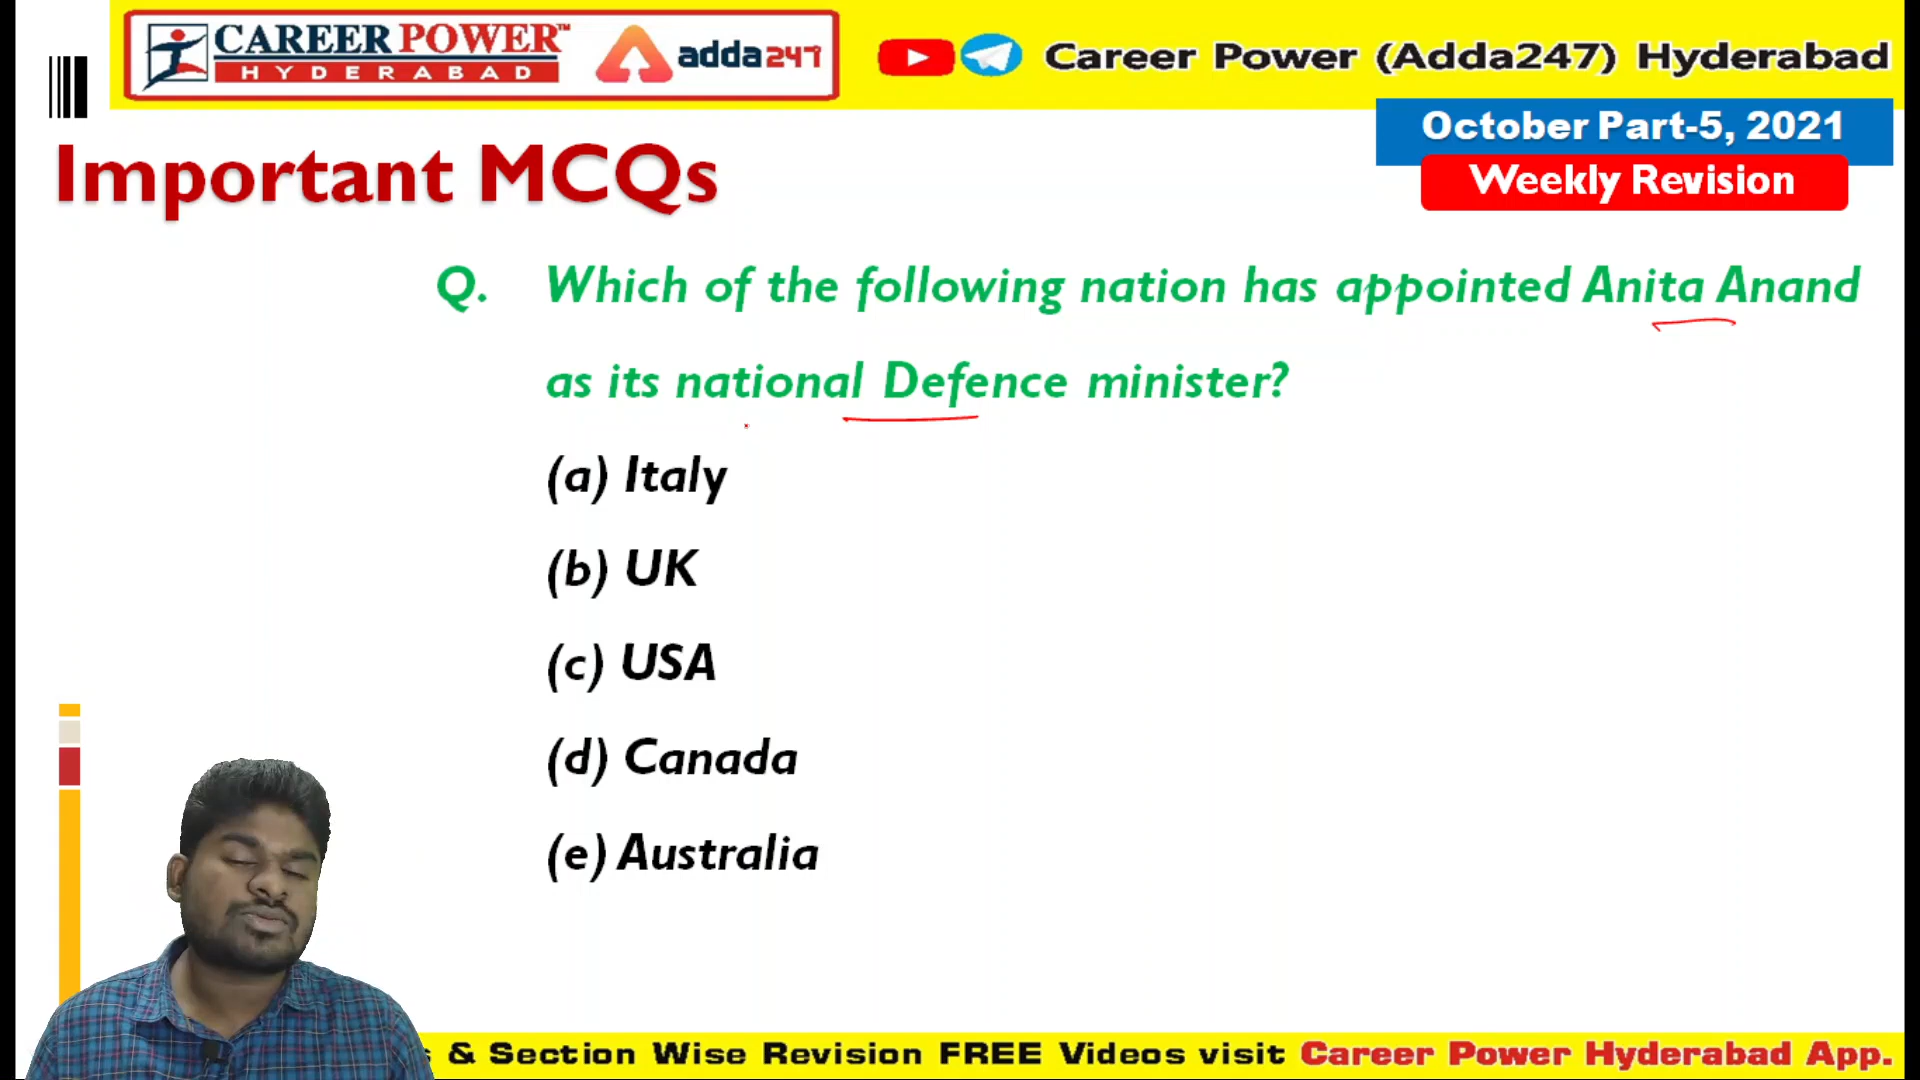 CAREER POWER™
HYDERABAD
adda247
Career Power (Adda247) Hyderabad
October Part-5, 2021
Weekly Revision
Important MCQs
Q. Which of the following nation has appointed Anita Anand
as its national Defence minister?
(a) Italy
(b) UK
(c) USA
(d) Canada
(e) Australia
& Section Wise Revision FREE Videos visit Career Power Hyderabad App.